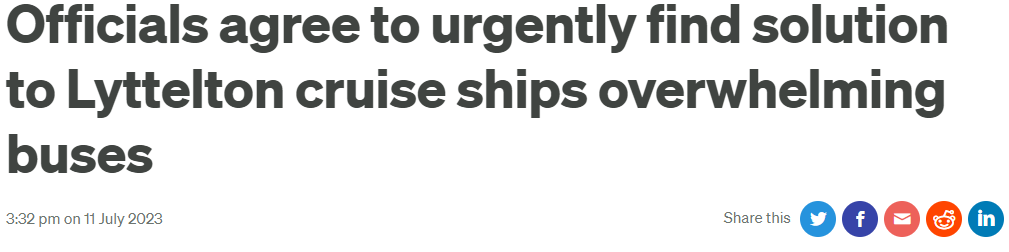 Officials agree to urgently find solution
to Lyttelton cruise ships overwhelming
buses
3:32 pm on 11 July 2023
Share this
in